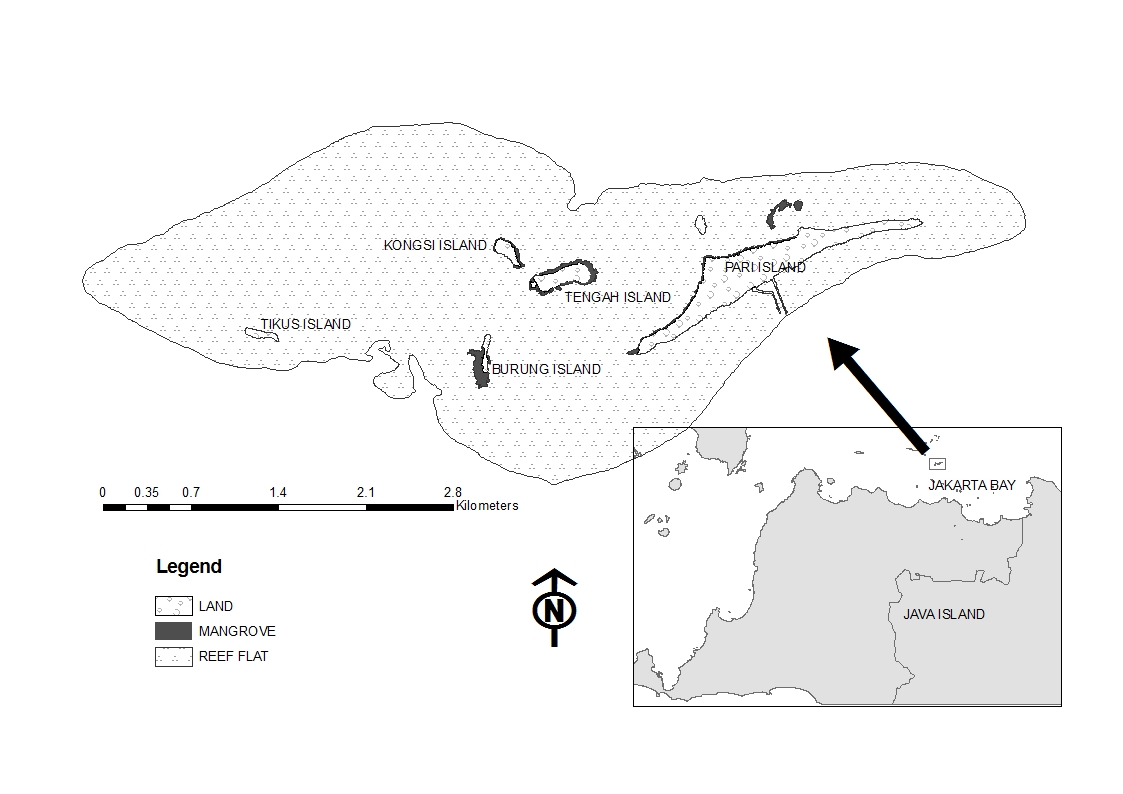 KONGSI ISLAND
PARI ISLAND
TENGAH ISLAND
TIKUS ISLAND
BURUNG ISLAND
0 0.35 0.7 1.4 2.1 2.8
Kilometers
JAKARTA BAY
JAVA ISLAND
Legend
LAND
MANGROVE
REEF FLAT
N